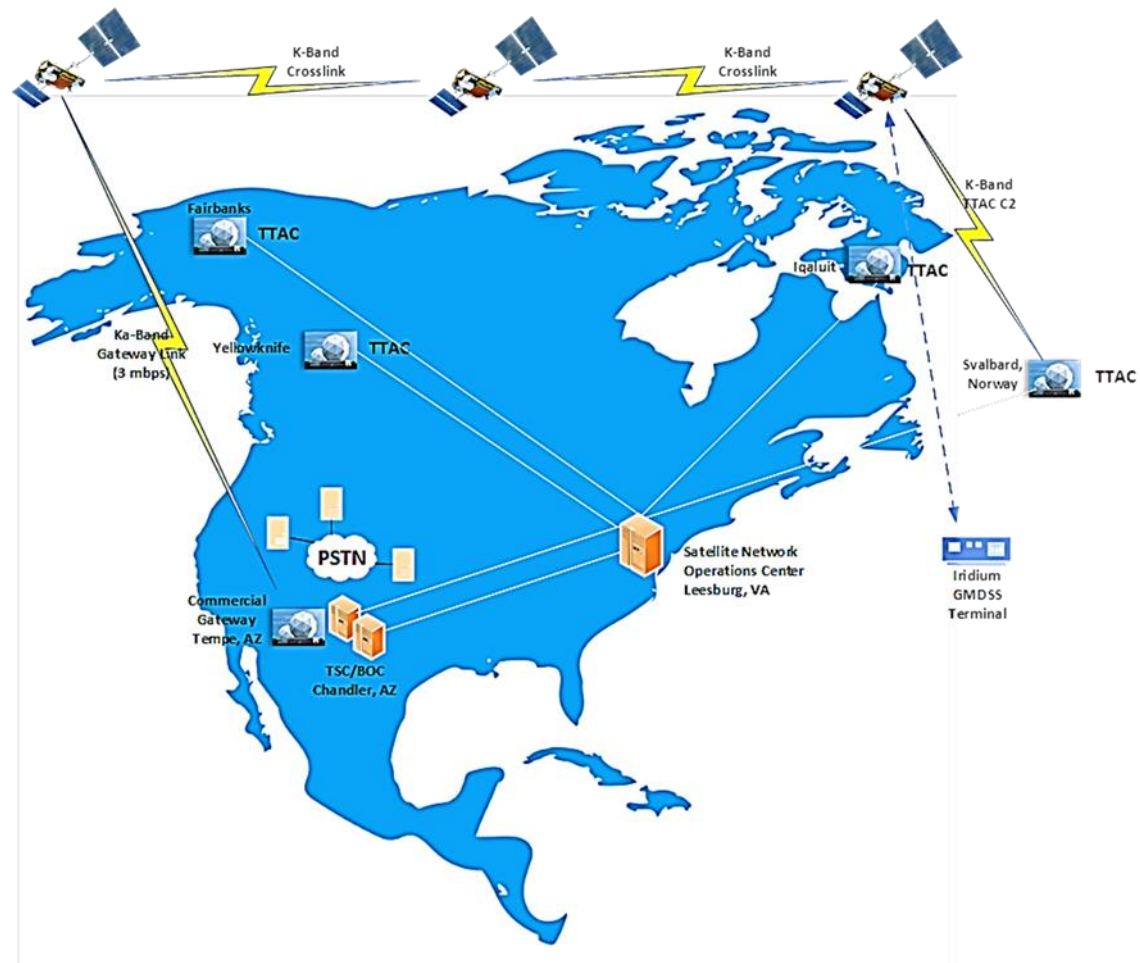 K-Band
Crosslink
K-Band
Crosslink
K-Band
TTAC C2
Fairbanks
TTAC
Iqaluit
TTAC
Ka-Band
Gateway Link
(3 mbps)
Yellowknife
TTAC
Svalbard,
Norway
TTAC
PSTN
Satellite Network
Operations Center
Leesburg, VA
Iridium
GMDSS
Terminal
Commercial
Gateway
Tempe, AZ
TSC/BOC
Chandler, AZ